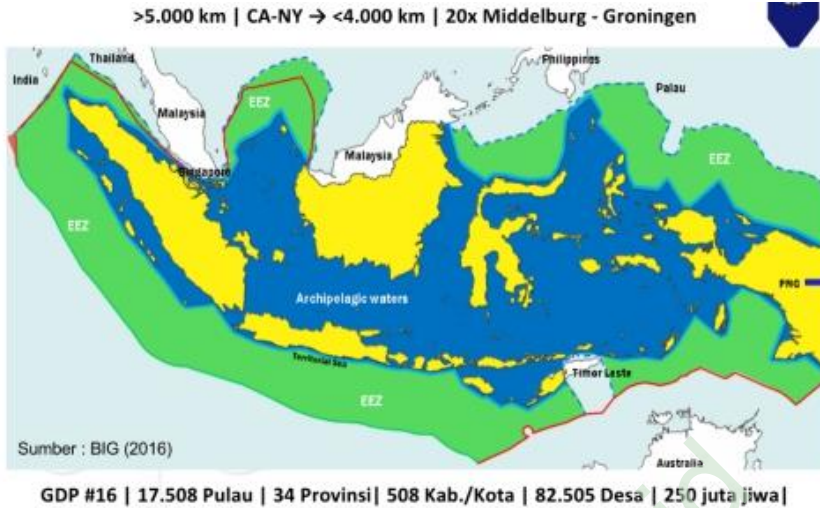 >5.000 km | CA-NY → <4.000 km | 20x Middelburg - Groningen
Thailand
India
Philippines
Palau
EEZ
Malaysia
Malaysia
Singapore
EEZ
EEZ
PNG
Archipelagic waters
Territorial Sea
Timor Leste
EEZ
Sumber : BIG (2016)
Australia
GDP #16 | 17.508 Pulau | 34 Provinsi| 508 Kab./Kota | 82.505 Desa | 250 juta jiwa|